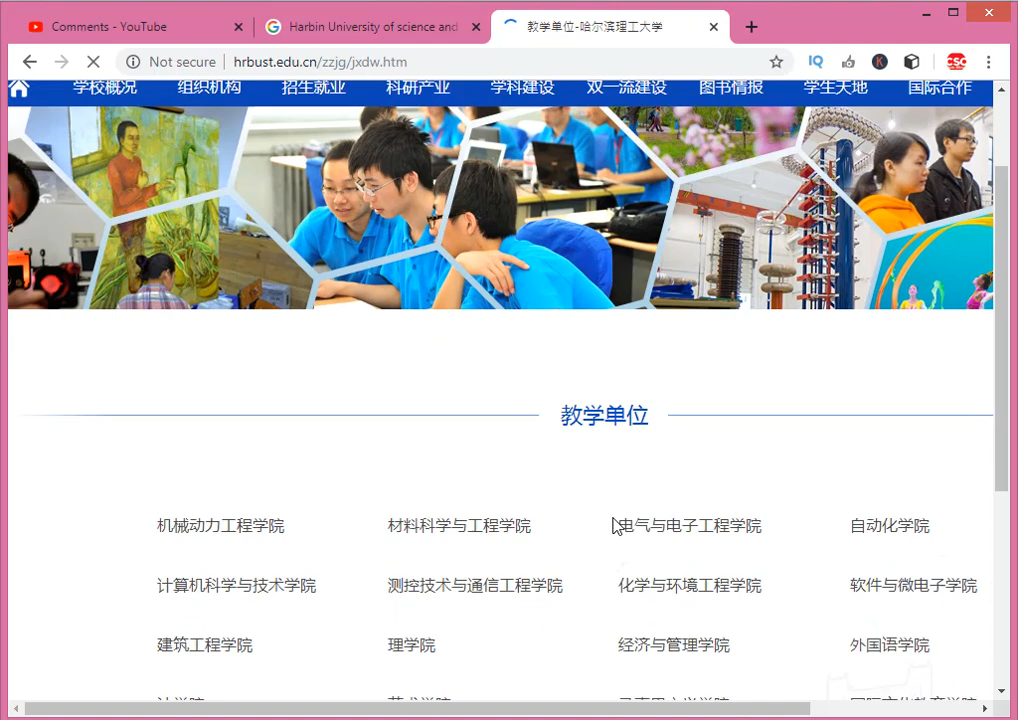 Comments - YouTube
Harbin University of science and
教学单位-哈尔滨理工大学
Not secure | hrbust.edu.cn/zzjg/jxdw.htm
IQ
K
CSC
学校概况 组织机构 招生就业 科研产业 学科建设 双一流建设 图书情报 学生天地 国际合作
教学单位
机械动力工程学院 材料科学与工程学院 电气与电子工程学院 自动化学院
计算机科学与技术学院 测控技术与通信工程学院 化学与环境工程学院 软件与微电子学院
建筑工程学院 理学院 经济与管理学院 外国语学院